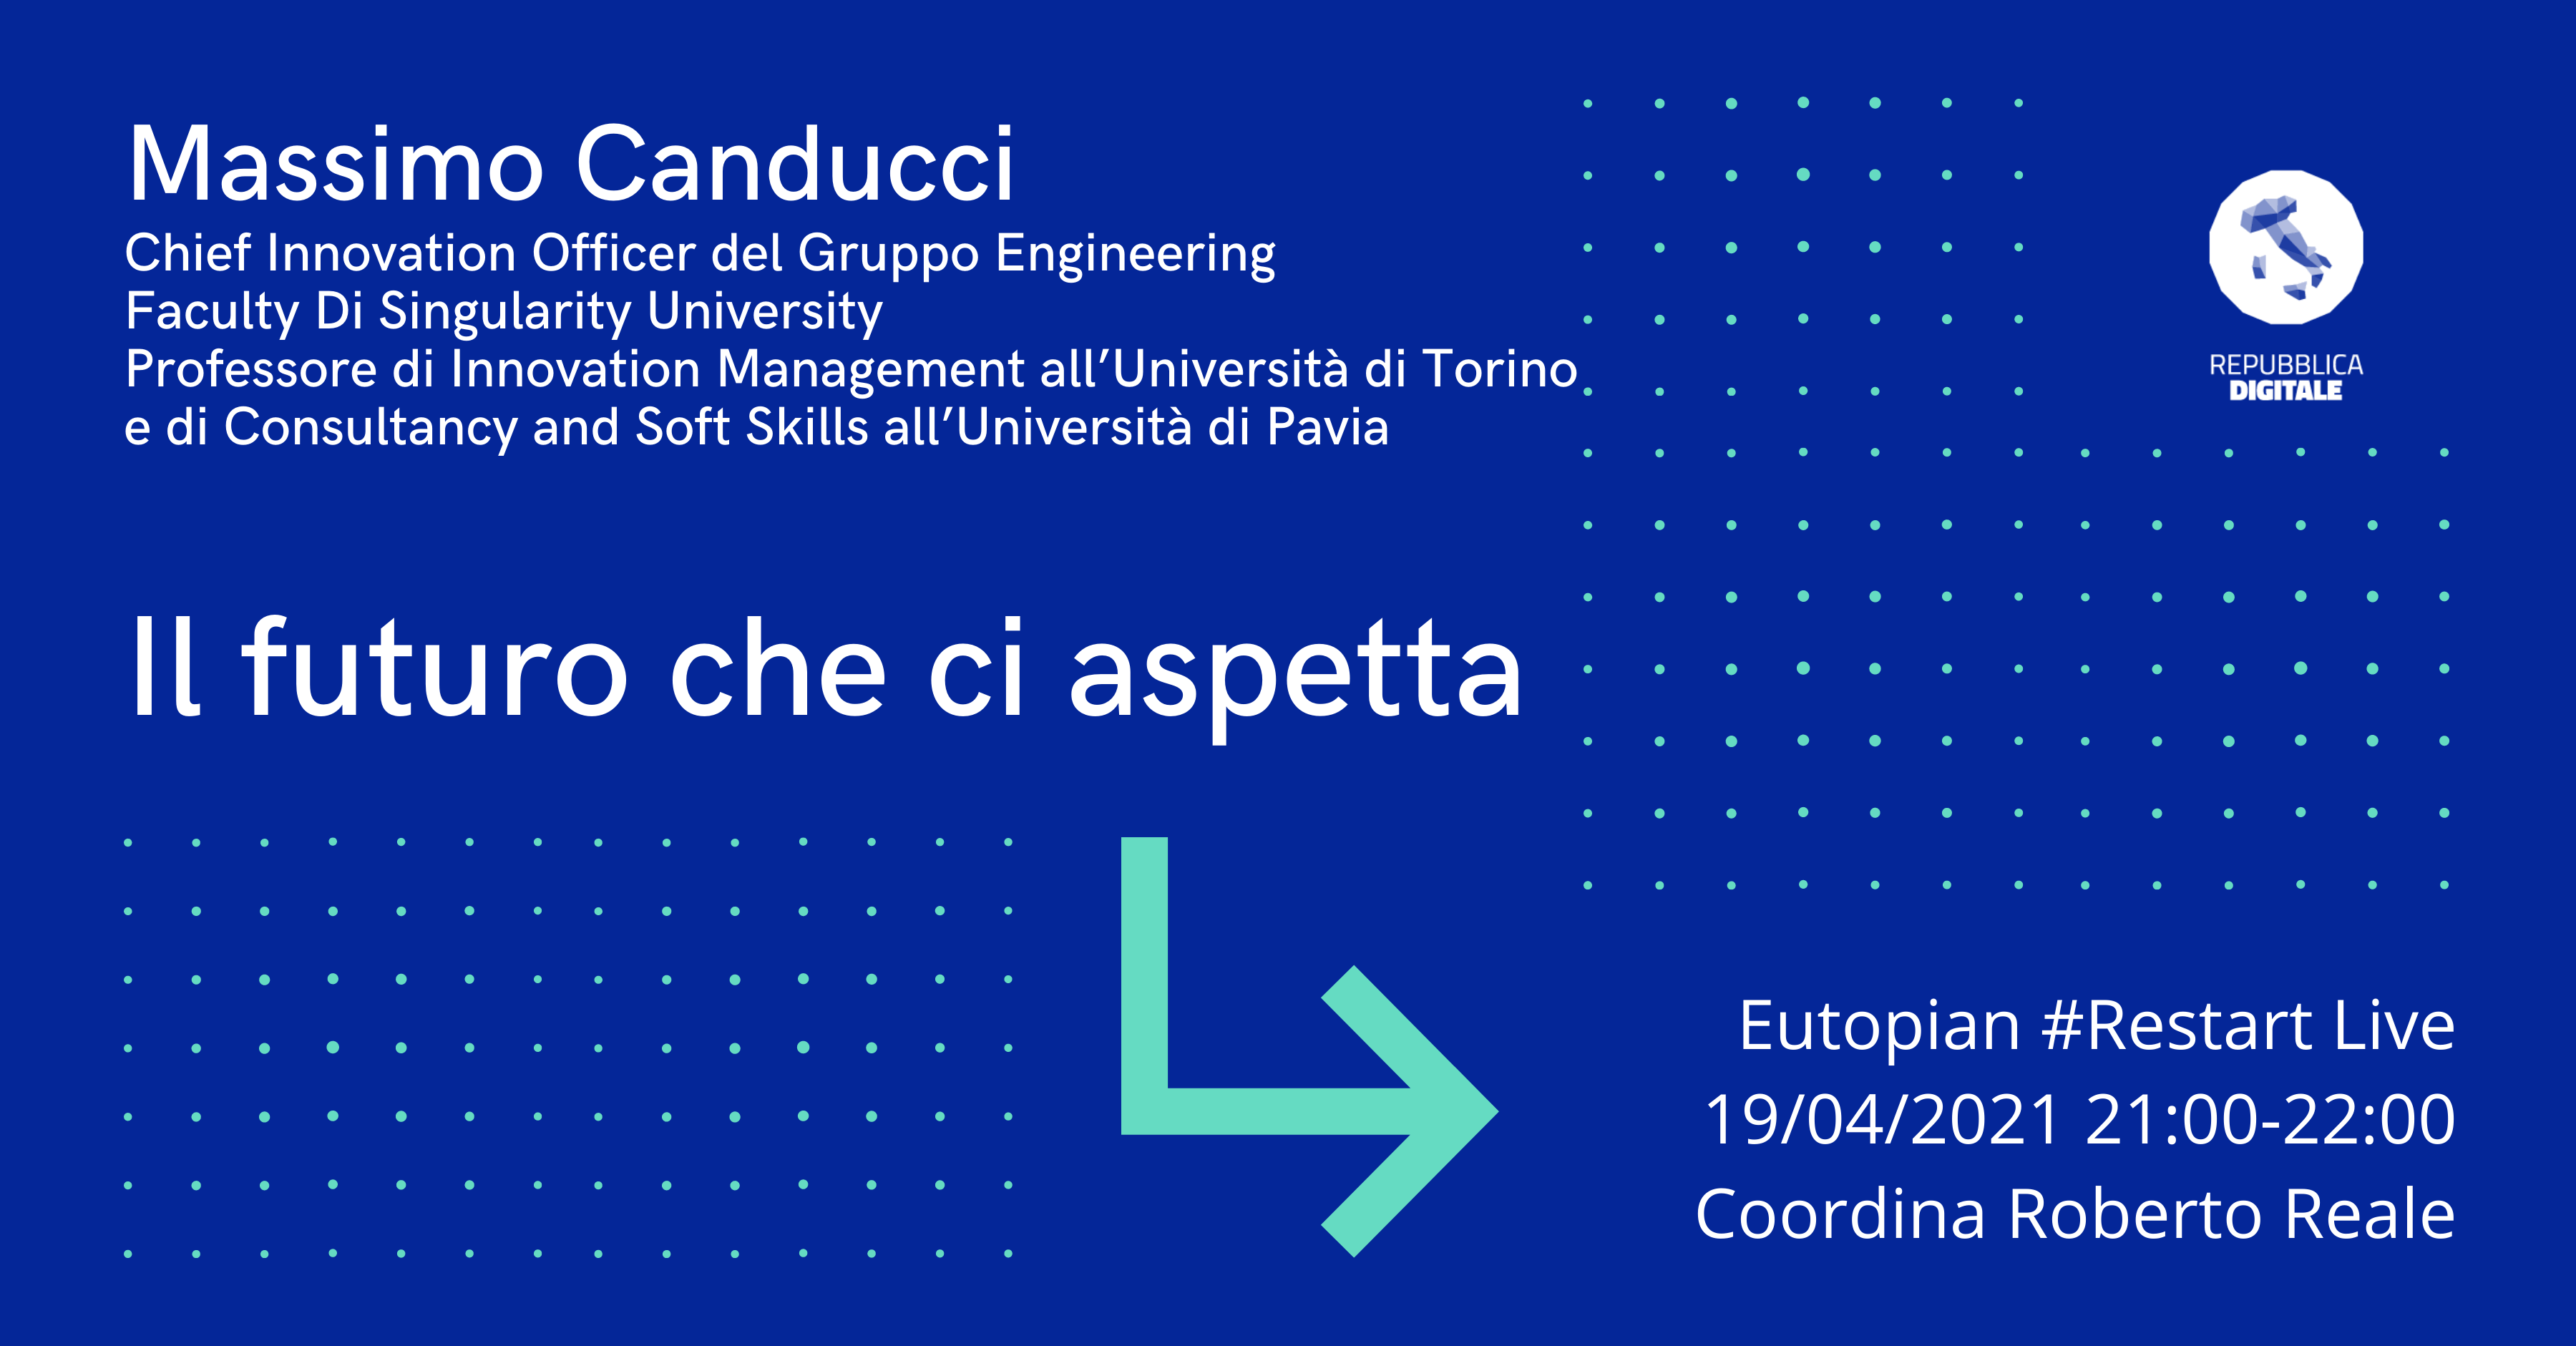 Massimo Canducci
Chief Innovation Officer del Gruppo Engineering
Faculty Di Singularity University
Professore di Innovation Management all’Università di Torino
e di Consultancy and Soft Skills all’Università di Pavia
REPUBBLICA
DIGITALE
Il futuro che ci aspetta
Eutopian #Restart Live
19/04/2021 21:00-22:00
Coordina Roberto Reale